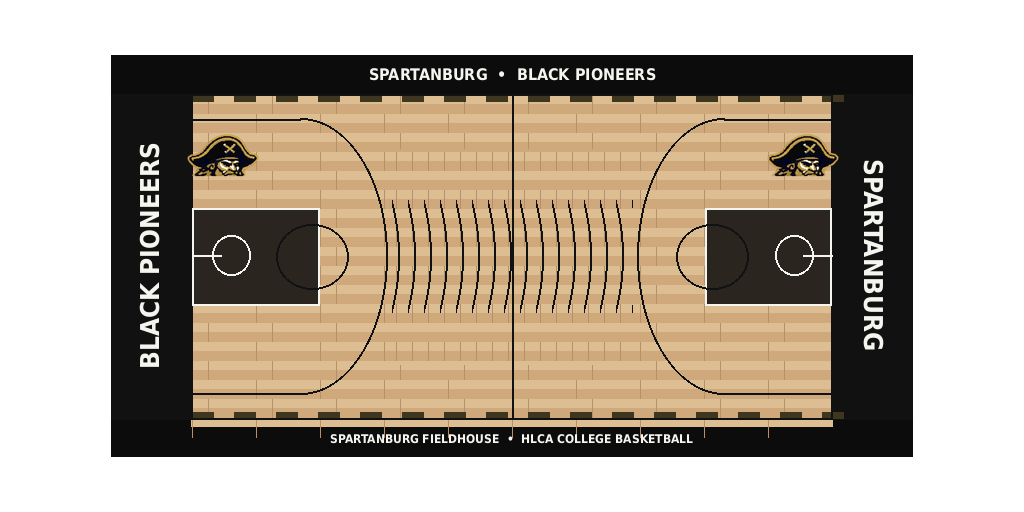 SPARTANBURG • BLACK PIONEERS
BLACK PIONEERS
SPARTANBURG
SPARTANBURG FIELDHOUSE • HLCA COLLEGE BASKETBALL